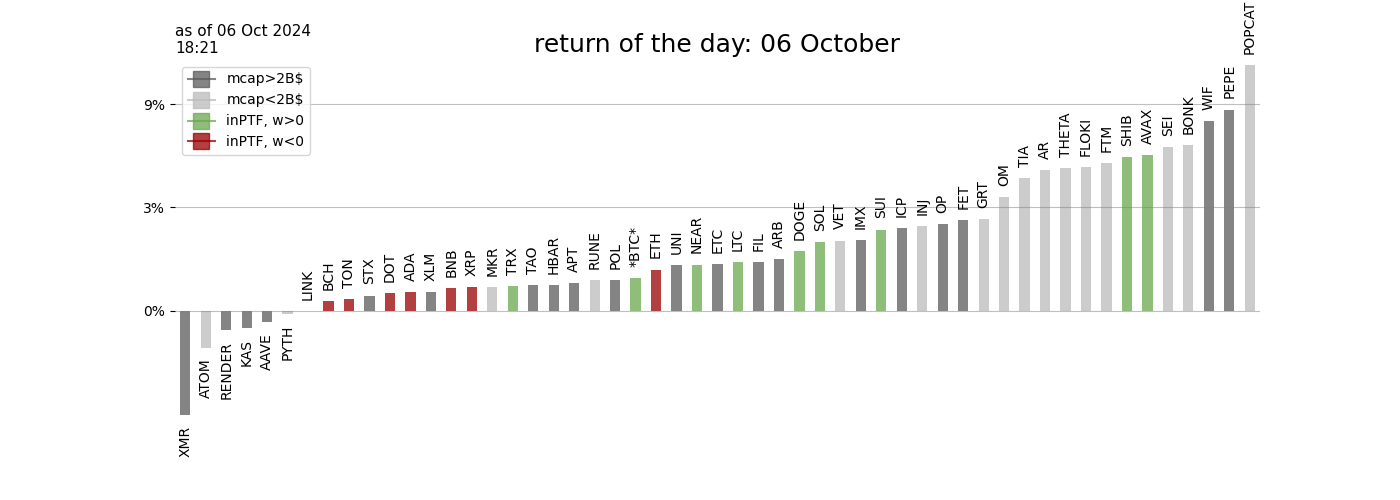 as of 06 Oct 2024
18:21
return of the day: 06 October
mcap>2B$
mcap<2B$
inPTF, w>0
inPTF, w<0
9%
3%
0%
XMR
ATOM
RENDER
KAS
AAVE
PYTH
LINK
BCH
TON
STX
DOT
ADA
XLM
BNB
XRP
MKR
TRX
TAO
HBAR
APT
RUNE
POL
*BTC*
ETH
UNI
NEAR
ETC
LTC
FIL
ARB
DOGE
SOL
VET
IMX
SUI
ICP
INJ
OP
FET
GRT
OM
TIA
AR
THETA
FLOKI
FTM
SHIB
AVAX
SEI
BONK
WIF
PEPE
POPCAT